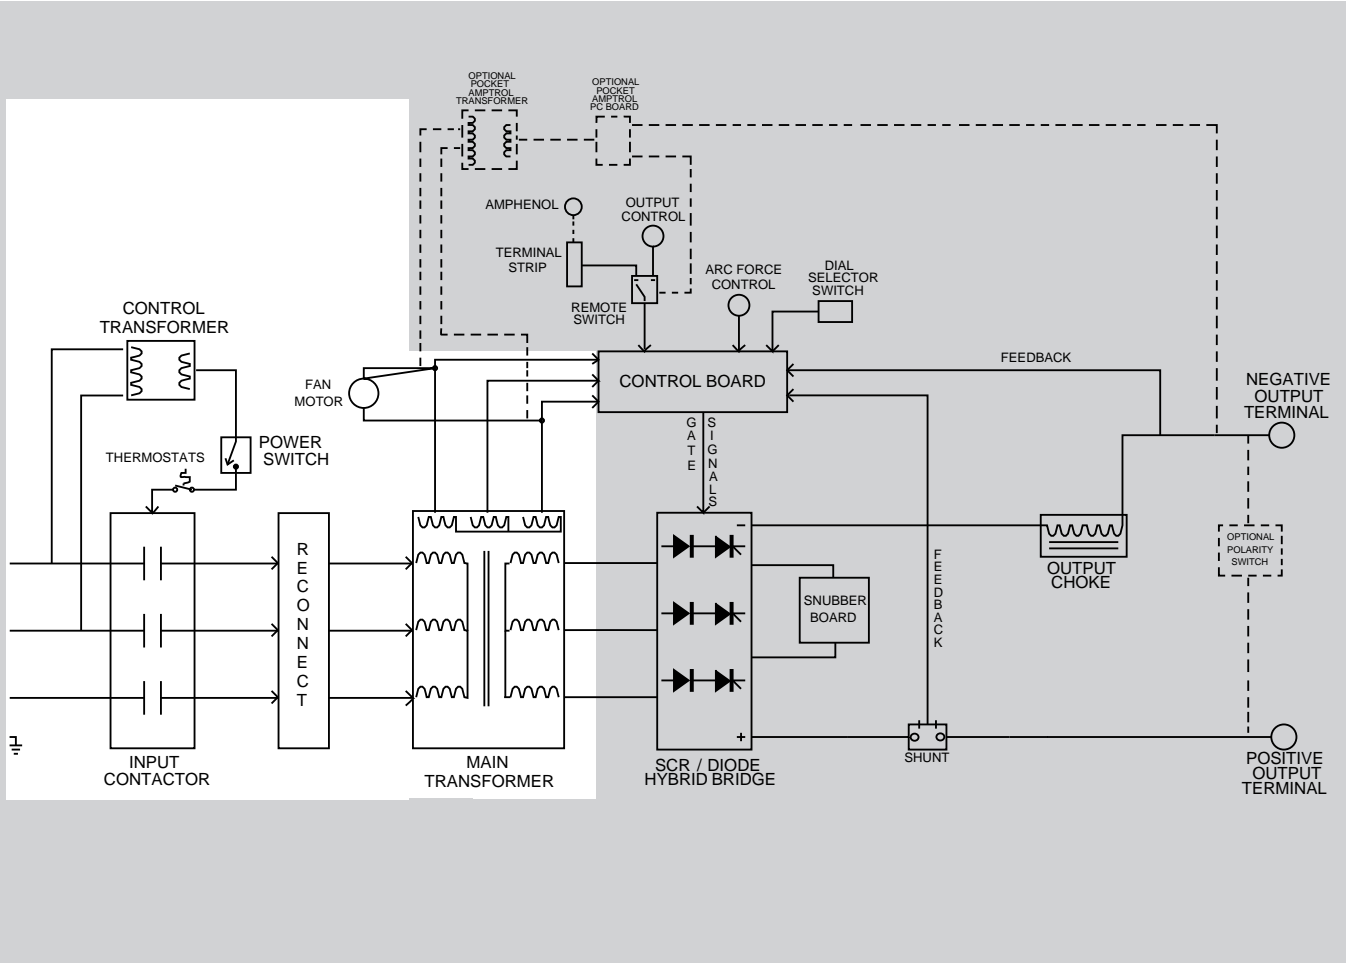 OPTIONAL
POCKET
AMPTROL
TRANSFORMER
OPTIONAL
POCKET
AMPTROL
PC BOARD
AMPHENOL
OUTPUT
CONTROL
TERMINAL
STRIP
REMOTE
SWITCH
ARC FORCE
CONTROL
DIAL
SELECTOR
SWITCH
CONTROL
TRANSFORMER
FAN
MOTOR
CONTROL BOARD
FEEDBACK
NEGATIVE
OUTPUT
TERMINAL
POWER
SWITCH
THERMOSTATS
GATE
SIGNALS
RECONNECT
−
+
SNUBBER
BOARD
FEEDBACK
OUTPUT
CHOKE
OPTIONAL
POLARITY
SWITCH
INPUT
CONTACTOR
MAIN
TRANSFORMER
SCR / DIODE
HYBRID BRIDGE
SHUNT
POSITIVE
OUTPUT
TERMINAL